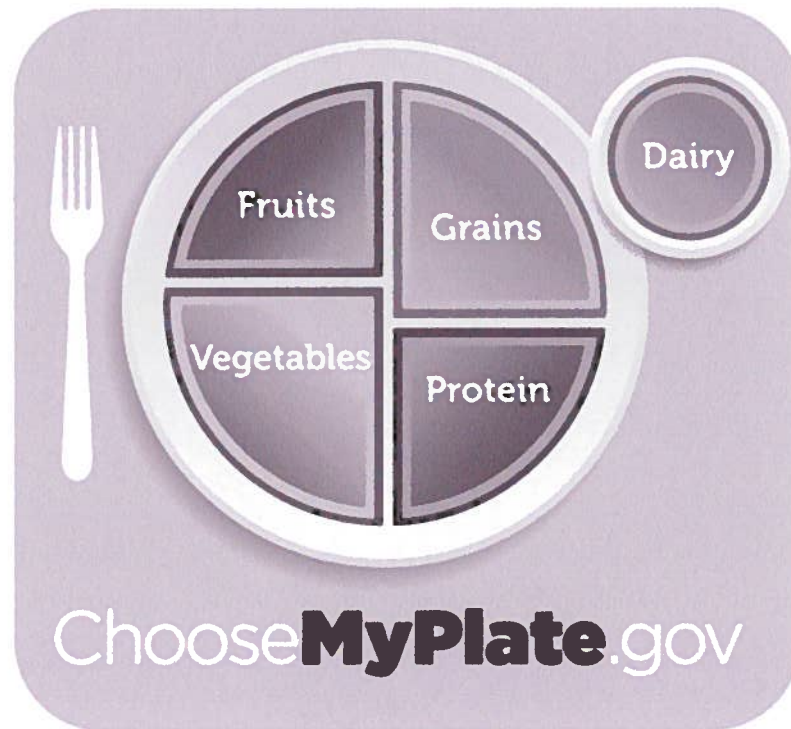 Dairy
Fruits
Grains
Vegetables
Protein
ChooseMyPlate.gov